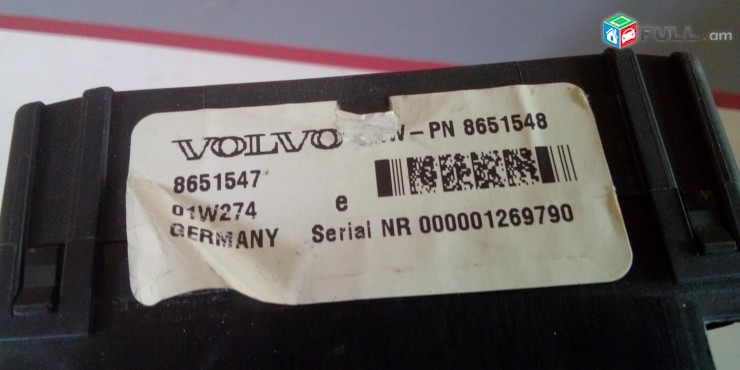 FULL.am
VOLVO W-PN 8651548
8651547
01W274 e
GERMANY Serial NR 000001269790